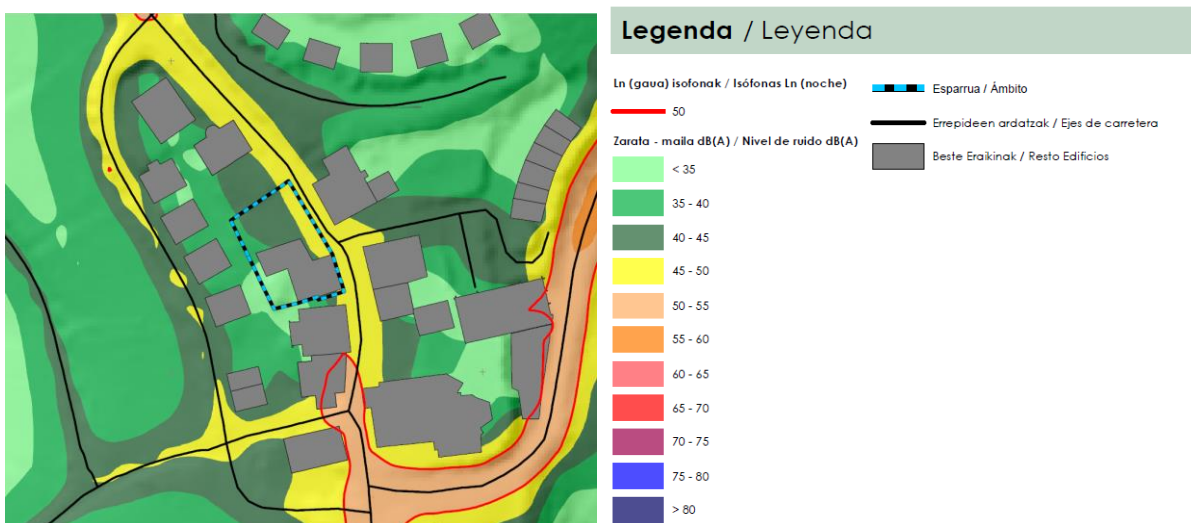 Legenda / Leyenda
Ln (gaua) isofonak / Isófonas Ln (noche)
50
Zarata - maila dB(A) / Nivel de ruido dB(A)
< 35
35 - 40
40 - 45
45 - 50
50 - 55
55 - 60
60 - 65
65 - 70
70 - 75
75 - 80
> 80
Esparrua / Ámbito
Errepideen ardatzak / Ejes de carretera
Beste Eraikinak / Resto Edificios